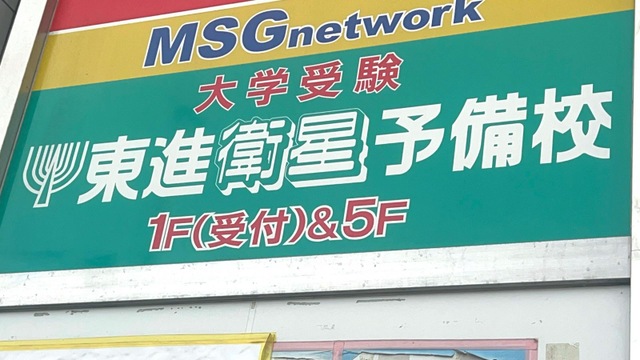 MSGnetwork
大学受験
東進衛星予備校
1F(受付)&5F